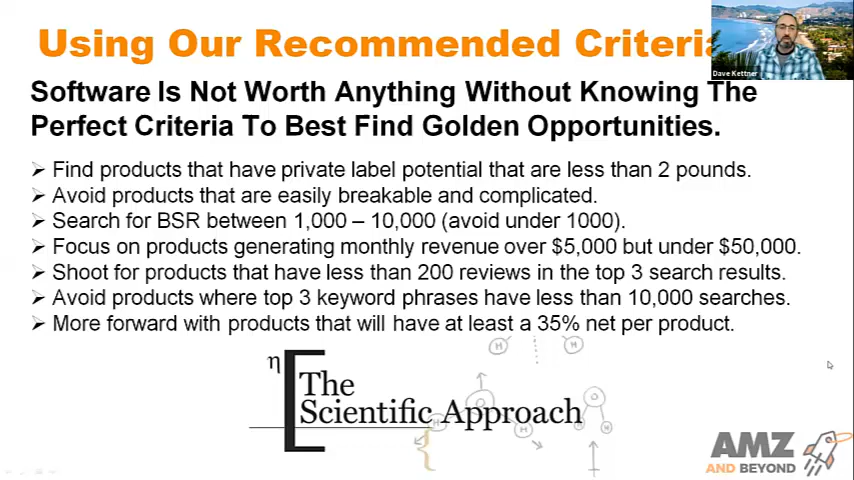 Using Our Recommended Criteria
Dave Kettner
Software Is Not Worth Anything Without Knowing The
Perfect Criteria To Best Find Golden Opportunities.
➢ Find products that have private label potential that are less than 2 pounds.
➢ Avoid products that are easily breakable and complicated.
➢ Search for BSR between 1,000 – 10,000 (avoid under 1000).
➢ Focus on products generating monthly revenue over $5,000 but under $50,000.
➢ Shoot for products that have less than 200 reviews in the top 3 search results.
➢ Avoid products where top 3 keyword phrases have less than 10,000 searches.
➢ More forward with products that will have at least a 35% net per product.
H H
η
The
Scientific Approach
H H H
AMZ
AND BEYOND